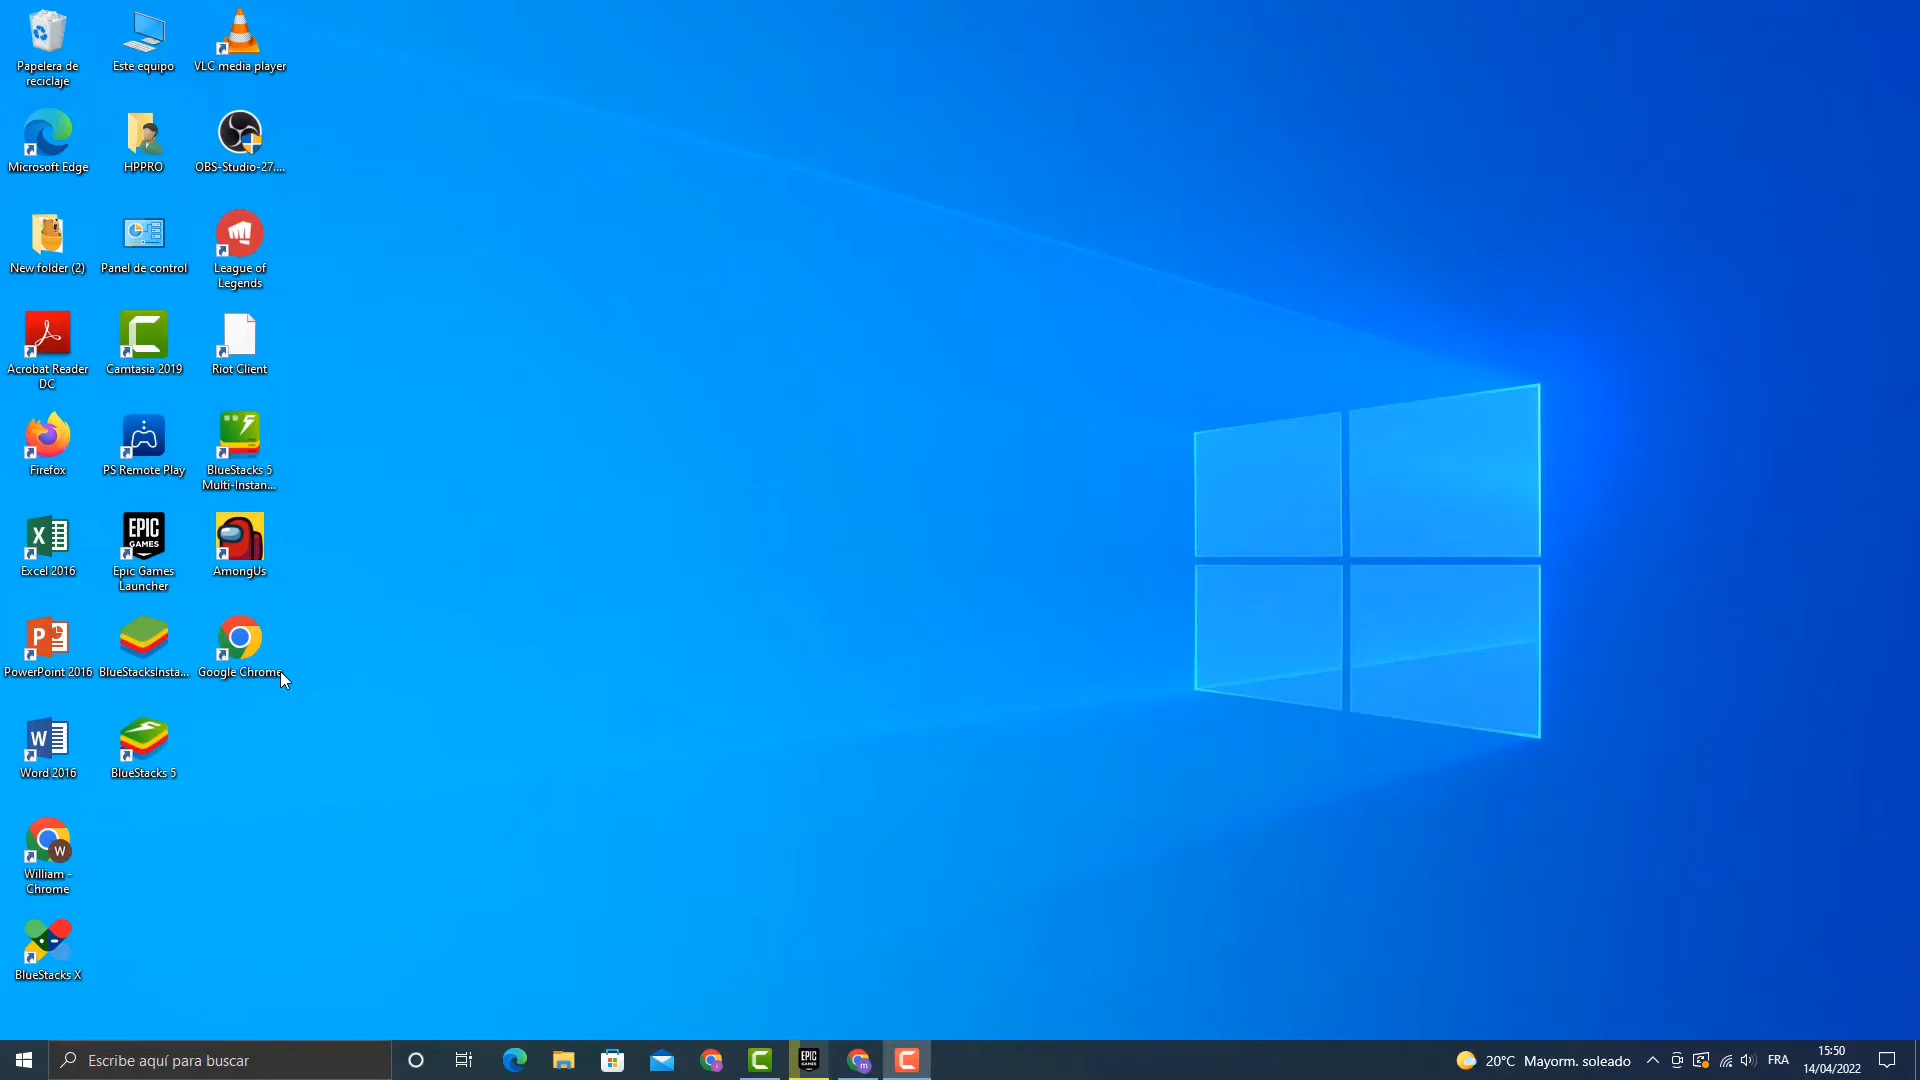 Papelera de
reciclaje
Este equipo
VLC media player
Microsoft Edge
HPPRO
OBS-Studio-27....
New folder (2)
Panel de control
League of
Legends
Acrobat Reader
DC
Camtasia 2019
Riot Client
Firefox
PS Remote Play
BlueStacks 5
Multi-Instan...
Excel 2016
EPIC
GAMES
Epic Games
Launcher
AmongUs
PowerPoint 2016
BlueStacksInsta...
Google Chrome
Word 2016
BlueStacks 5
W
William -
Chrome
BlueStacks X
Escribe aquí para buscar
EPIC
GAMES
20°C Mayorm. soleado
FRA
15:50
14/04/2022